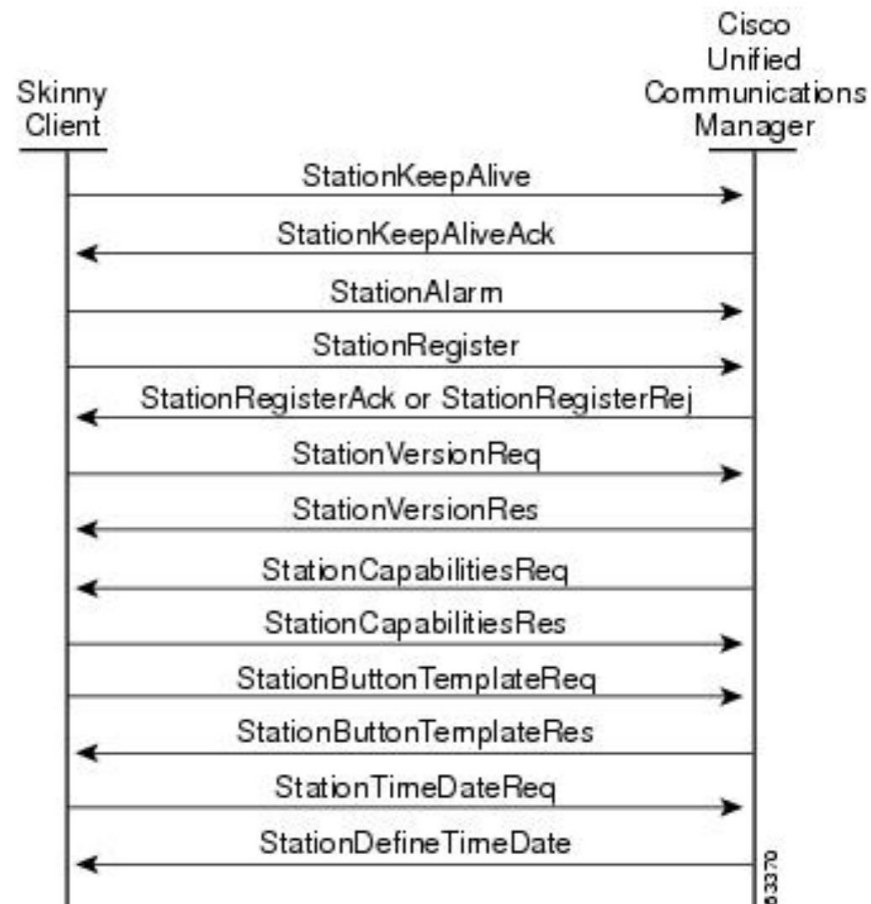 Skinny
Client
Cisco
Unified
Communications
Manager
StationKeepAlive
StationKeepAliveAck
StationAlarm
StationRegister
StationRegisterAck or StationRegisterRej
StationVersionReq
StationVersionRes
StationCapabilitiesReq
StationCapabilitiesRes
StationButtonTemplateReq
StationButtonTemplateRes
StationTimeDateReq
StationDefineTimeDate
63370